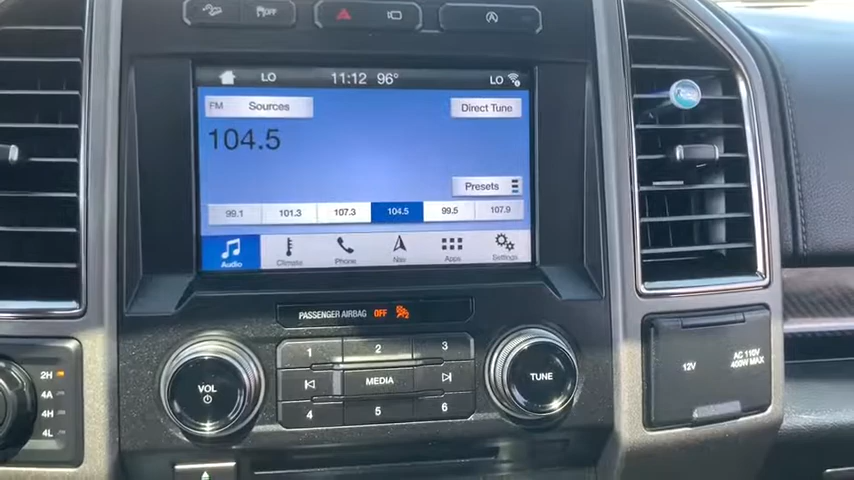 OFF
A
LO 11:12 96° LO
FM Sources Direct Tune
104.5
Presets
99.1 101.3 107.3 104.5 99.5 107.9
Audio Climate Phone Nav Apps Settings
PASSENGER AIRBAG OFF
1 2 3
VOL MEDIA TUNE
4 5 6
2H
4A
4H
4L
12V
AC 110V
400W MAX